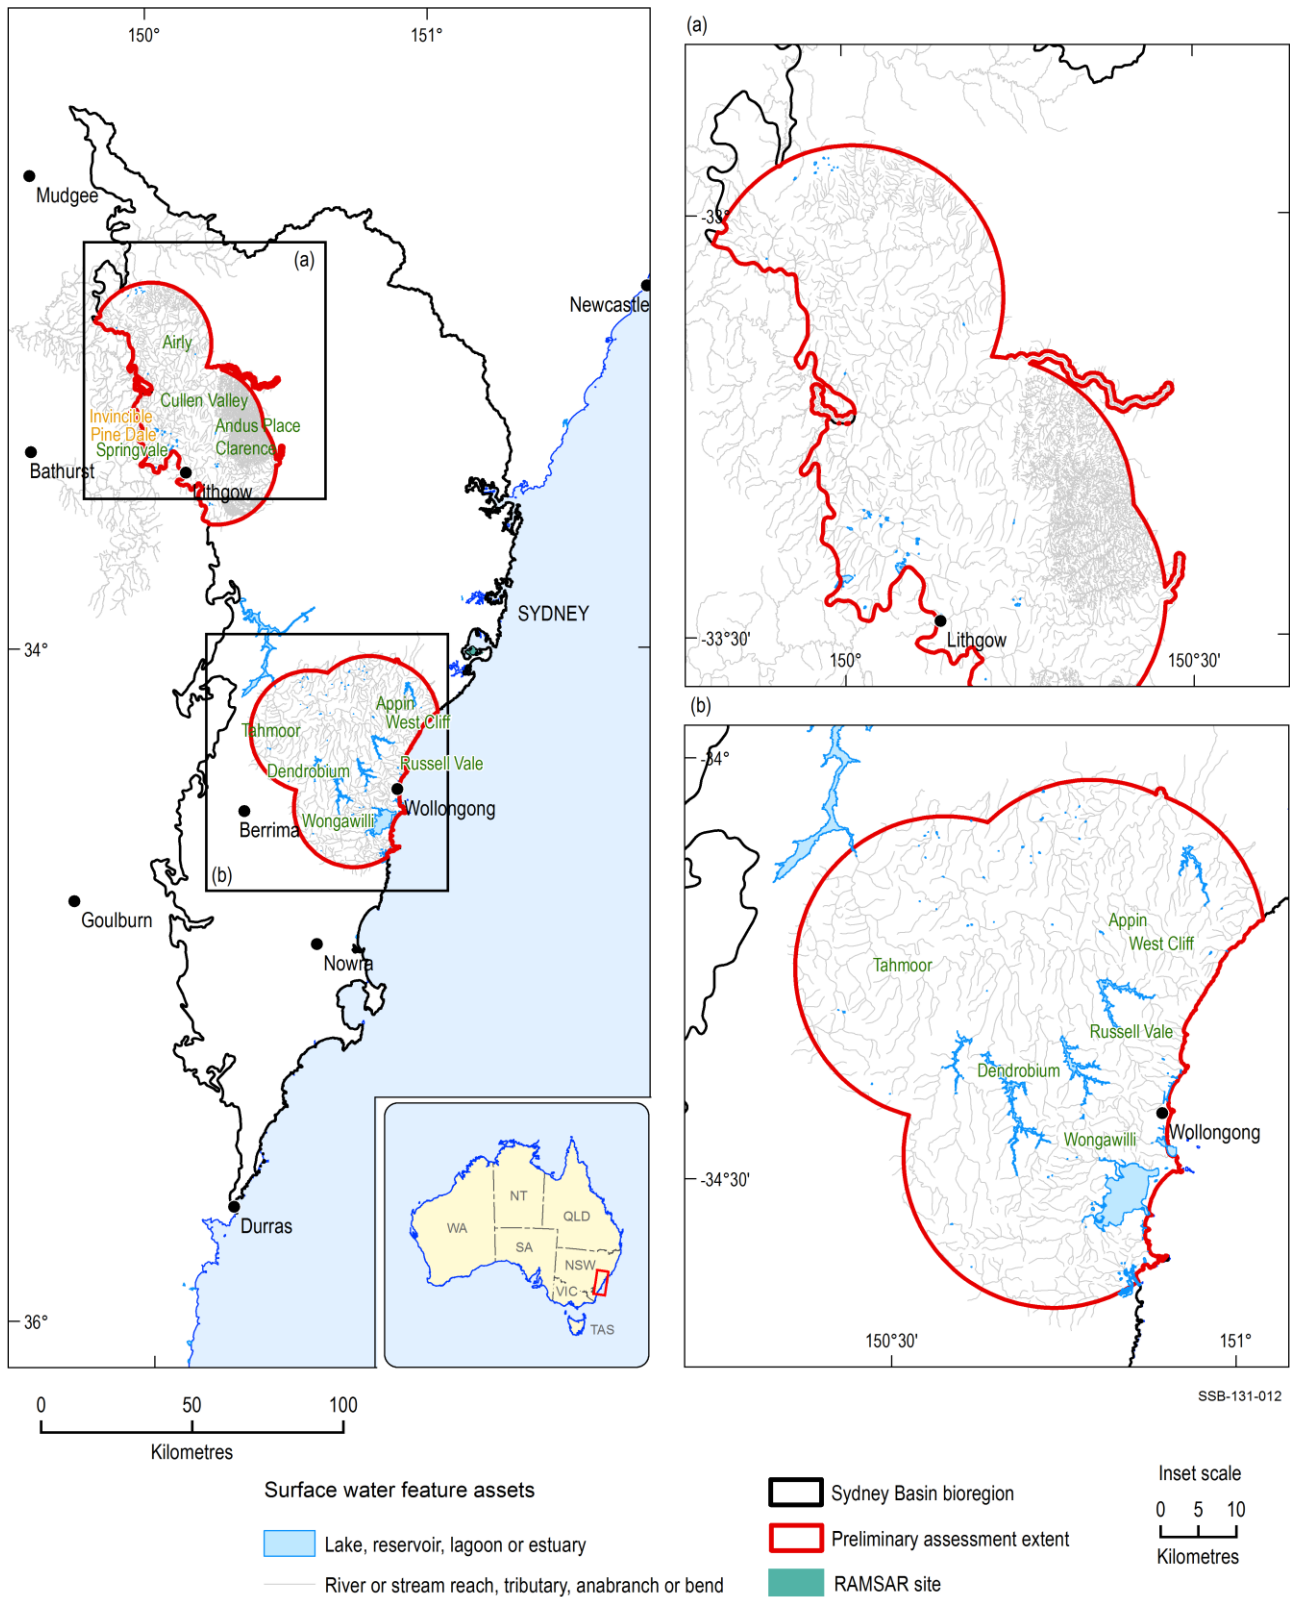 150°
151°
(a)
Mudgee
(a)
Newcastle
Airly
Cullen Valley
Invincible
Andus Place
Pine Dale
Springvale
Clarence
Bathurst
Lithgow
SYDNEY
34°
Appin
West Cliff
Tahmoor
Russell Vale
Dendrobium
Wollongong
Berrima
Wongawilli
(b)
Goulburn
Nowra
Durras
36°
NT
WA
QLD
SA
NSW
VIC
TAS
-33°
Lithgow
-33°30'
150°
150°30'
(b)
-34°
Appin
West Cliff
Tahmoor
Russell Vale
Dendrobium
Wollongong
Wongawilli
-34°30'
150°30'
151°
SSB-131-012
0 50 100
Kilometres
Surface water feature assets
Lake, reservoir, lagoon or estuary
River or stream reach, tributary, anabranch or bend
Sydney Basin bioregion
Preliminary assessment extent
RAMSAR site
Inset scale
0 5 10
Kilometres